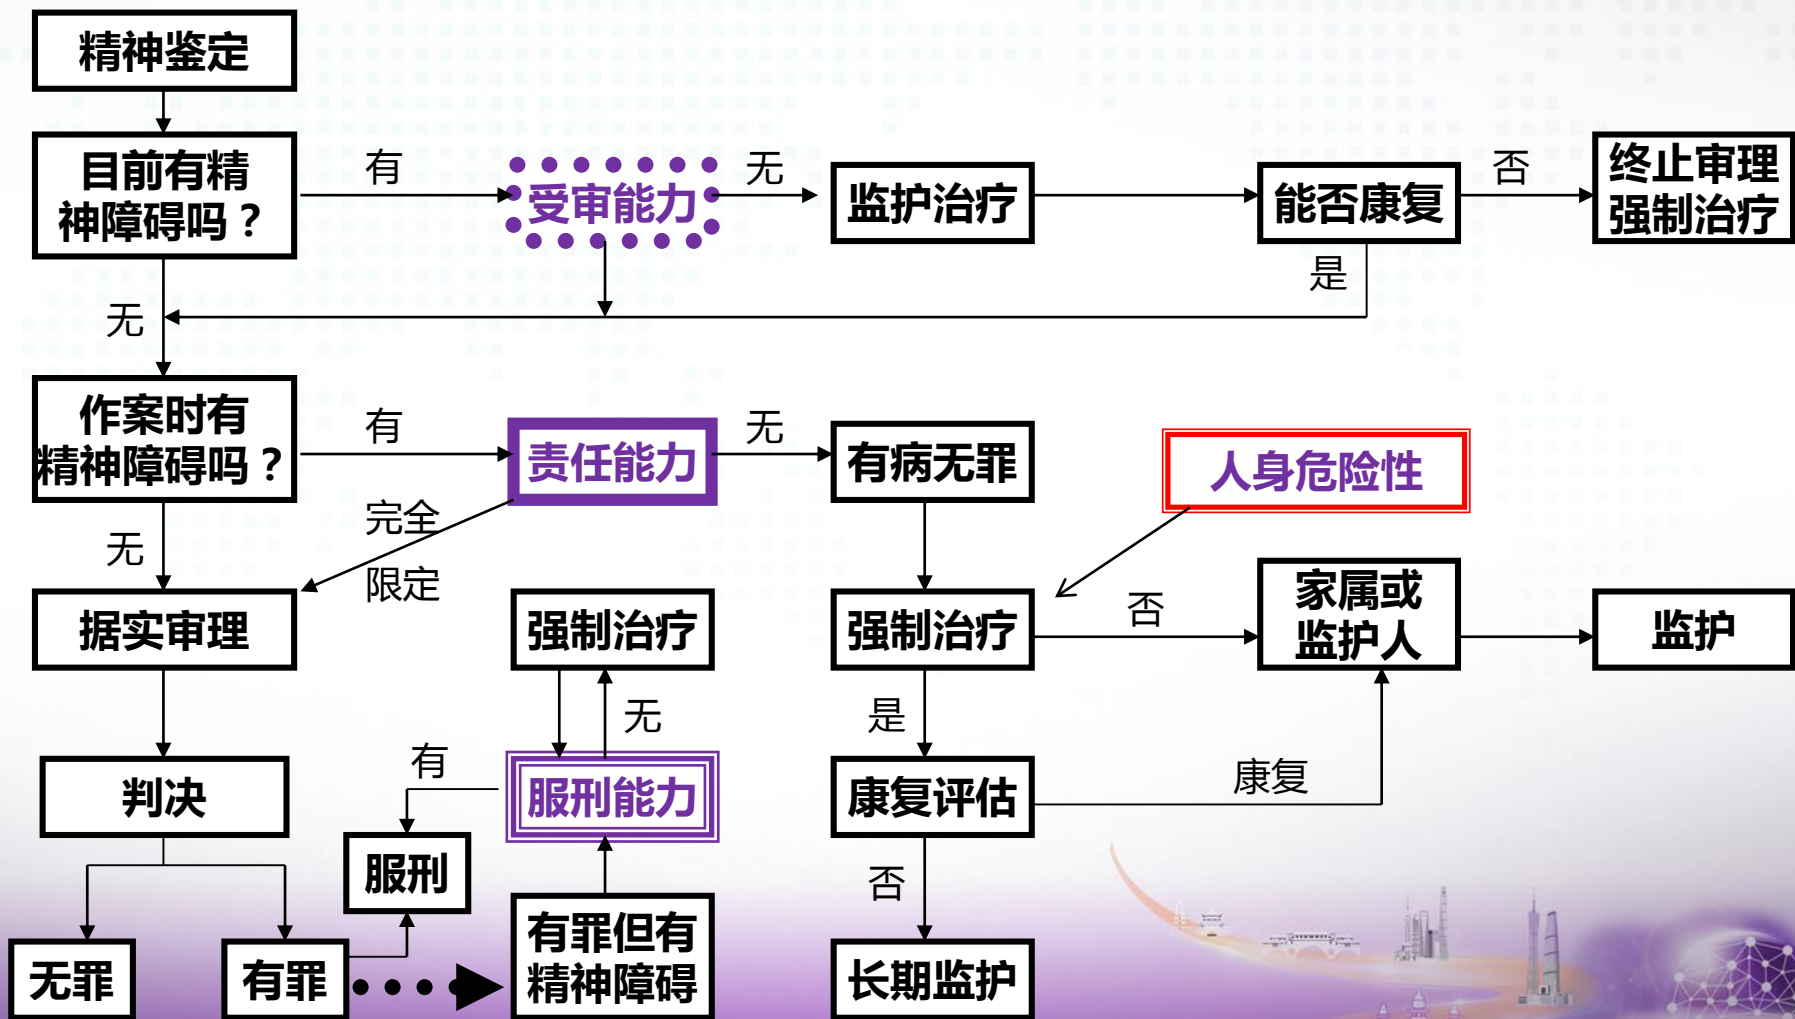 精神鉴定
目前有精
神障碍吗？
有
受审能力
无
监护治疗
能否康复
否
终止审理
强制治疗
是
无
作案时有
精神障碍吗？
有
责任能力
无
有病无罪
人身危险性
完全
限定
无
据实审理
强制治疗
强制治疗
否
家属或
监护人
监护
无
是
判决
有
服刑能力
康复评估
康复
服刑
否
无罪
有罪
有罪但有
精神障碍
长期监护